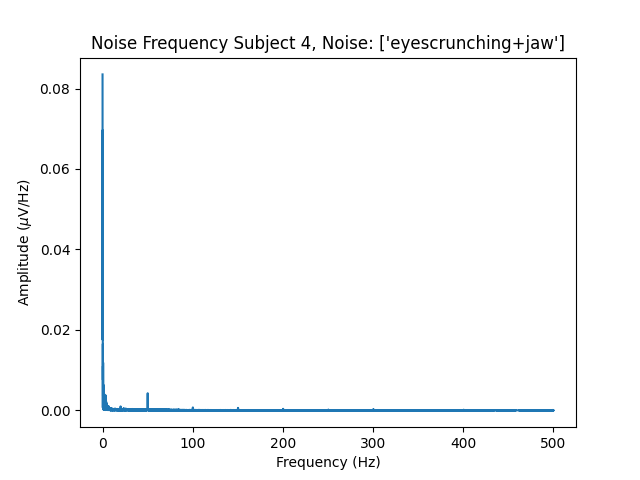 Noise Frequency Subject 4, Noise: ['eyescrunching+jaw']
0.08
0.06
0.04
0.02
0.00
Amplitude (μV/Hz)
0 100 200 300 400 500
Frequency (Hz)